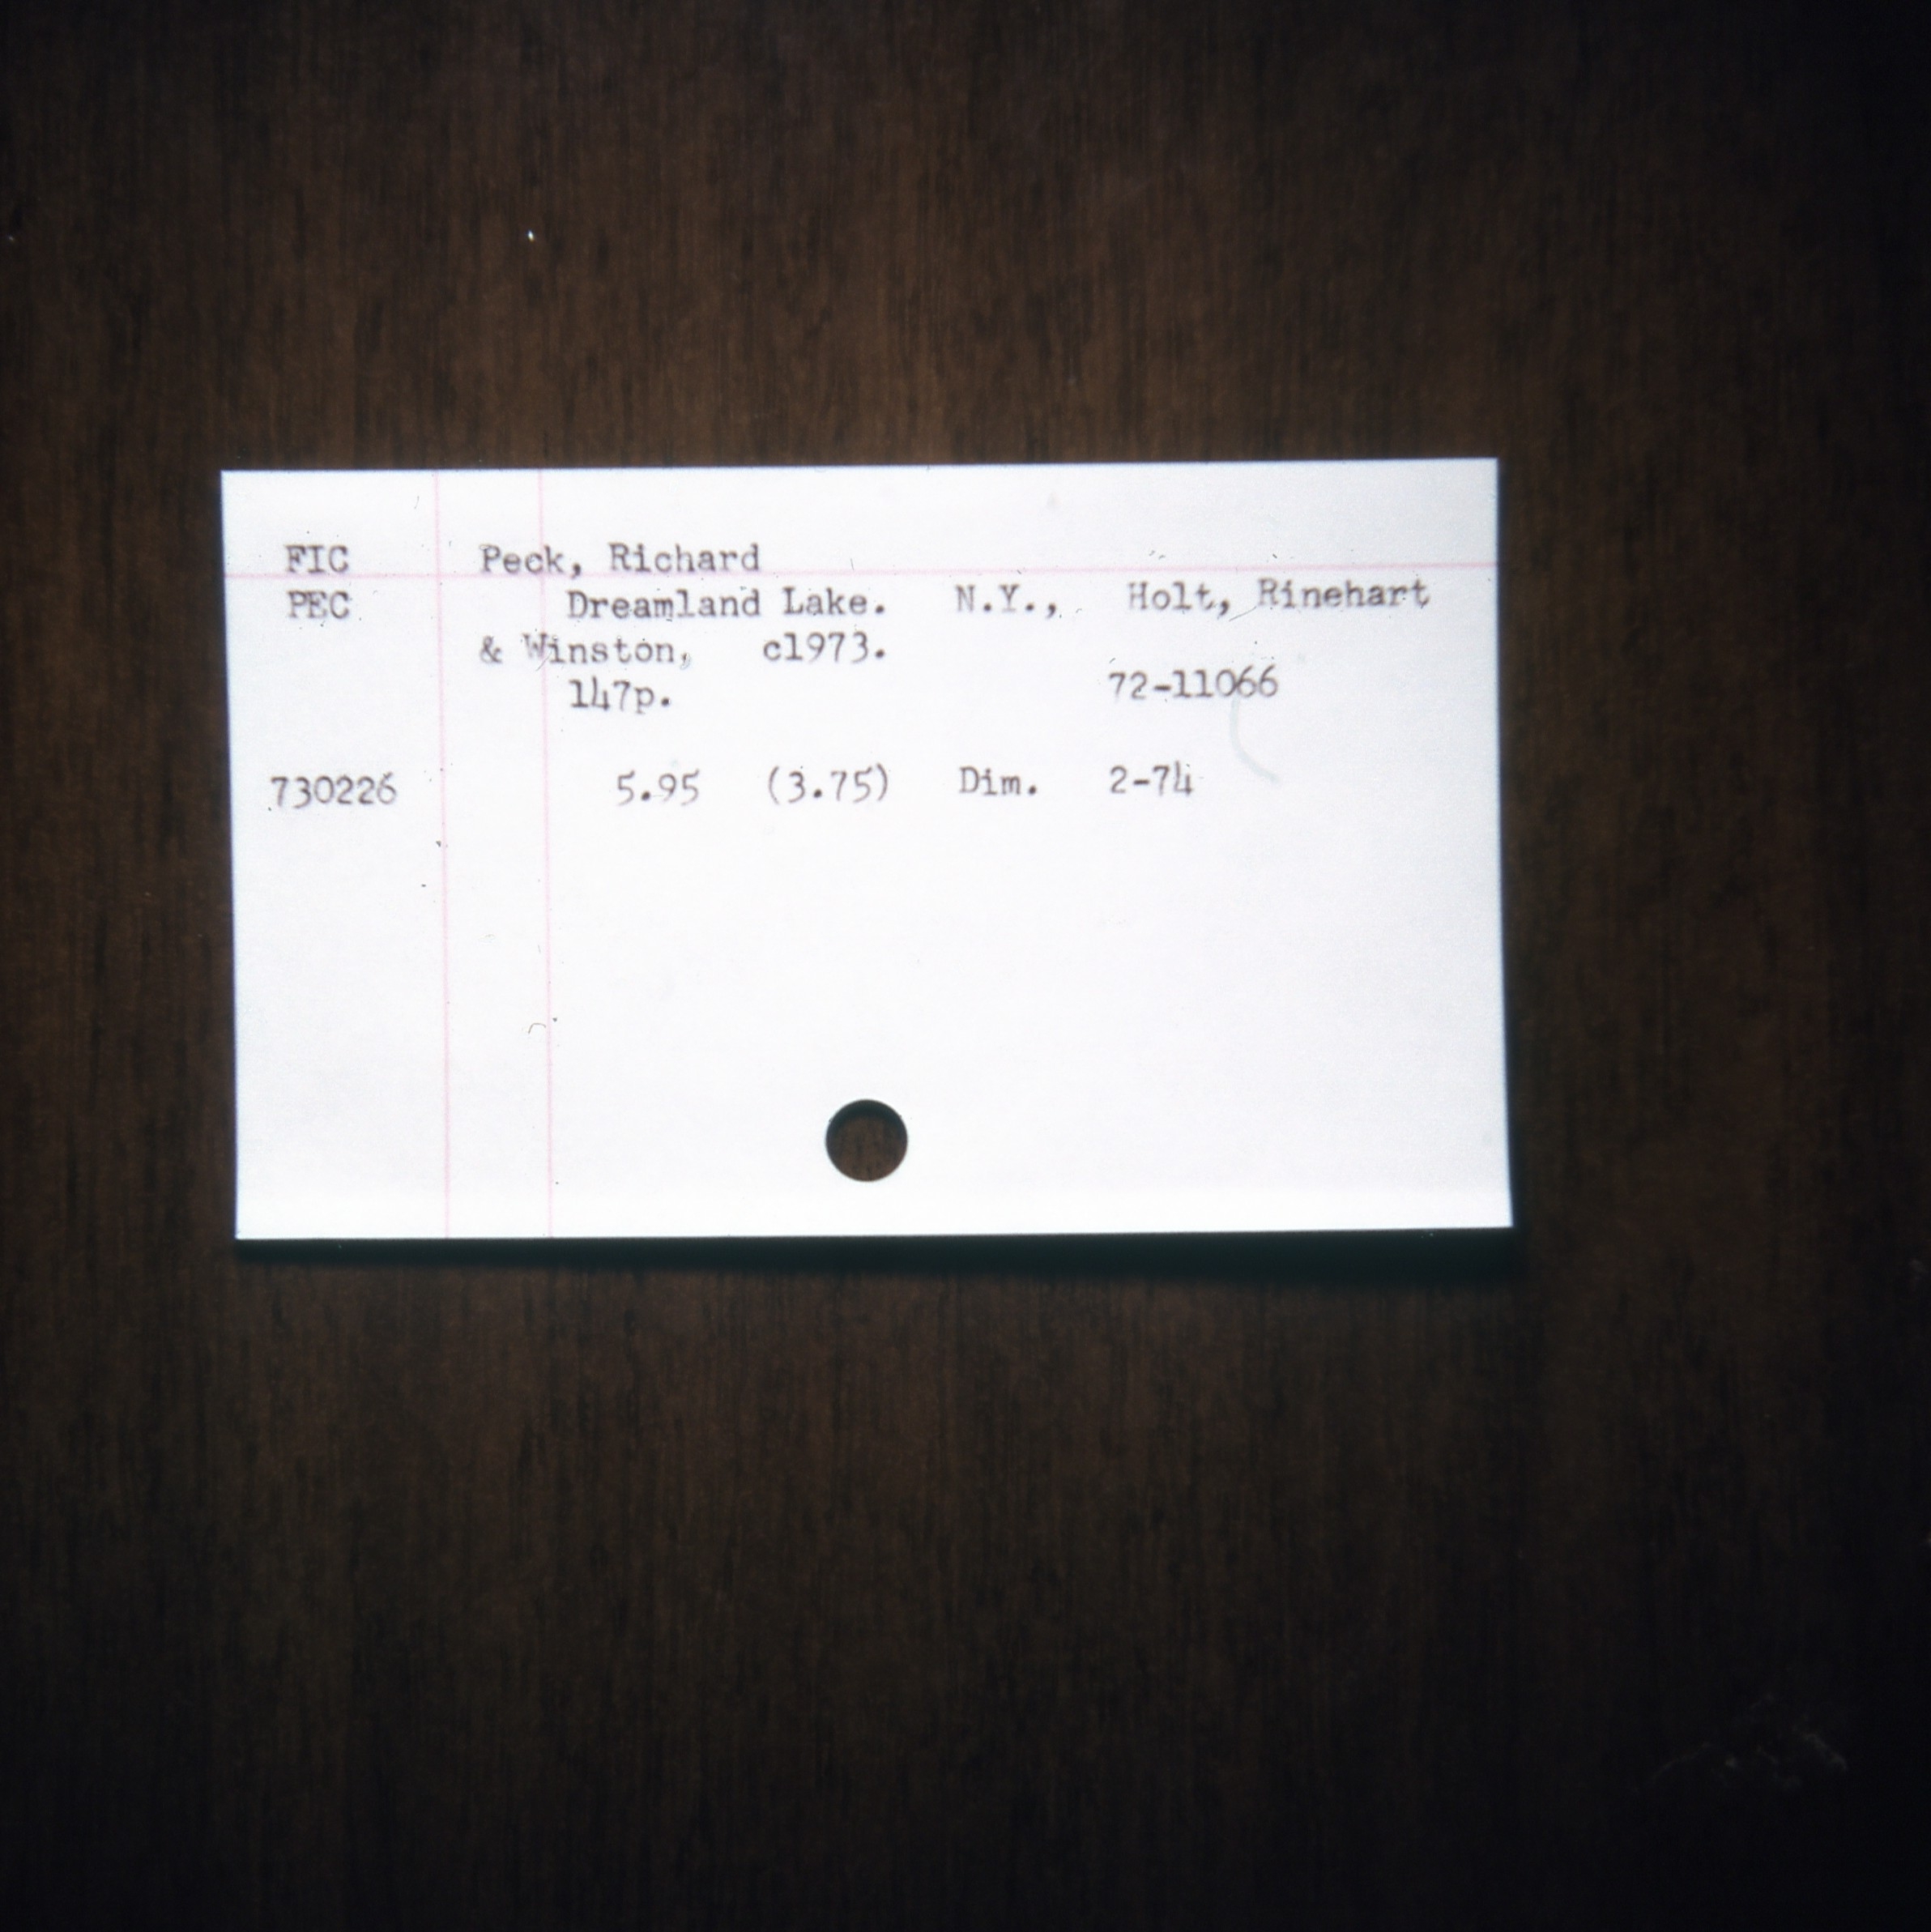 FIC Peck, Richard
PEC Dreamland Lake. N.Y., Holt, Rinehart
& Winston, c1973.
147p. 72-11066
730226 5.95 (3.75) Dim. 2-74